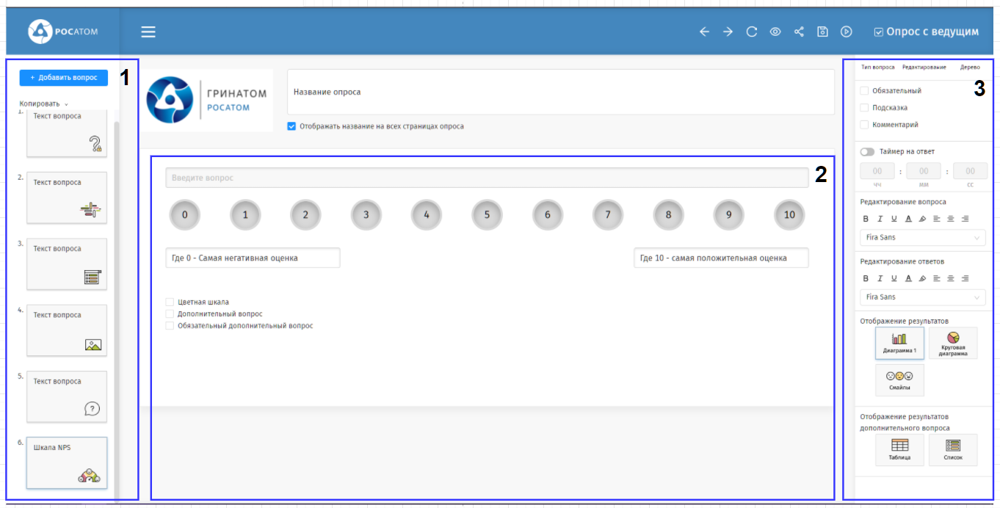 РОСАТОМ
Опрос с ведущим
1
+ Добавить вопрос
Копировать
1.
Текст вопроса
2.
Текст вопроса
3.
Текст вопроса
4.
Текст вопроса
5.
Текст вопроса
6.
Шкала NPS
ГРИНАТОМ
РОСАТОМ
Название опроса
Отображать название на всех страницах опроса
2
Введите вопрос
0 1 2 3 4 5 6 7 8 9 10
Где 0 - Самая негативная оценка
Где 10 - самая положительная оценка
Цветная шкала
Дополнительный вопрос
Обязательный дополнительный вопрос
Тип вопроса Редактирование Дерево
3
Обязательный
Подсказка
Комментарий
Таймер на ответ
00 : 00 : 00
чч мм сс
Редактирование вопроса
B I U A
Fira Sans
Редактирование ответов
B I U A
Fira Sans
Отображение результатов
Диаграмма 1
Круговая
диаграмма
Смайлы
Отображение результатов
дополнительного вопроса
Таблица
Список